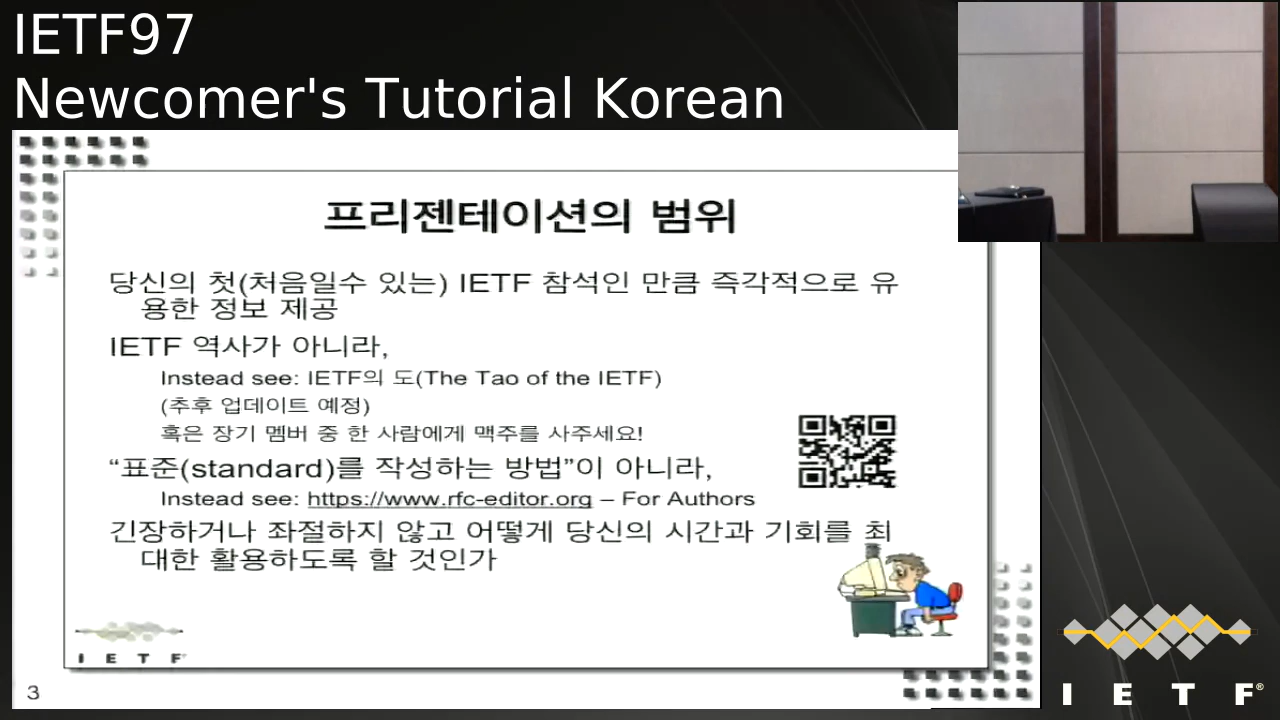 IETF97
Newcomer's Tutorial Korean
프리젠테이션의 범위
당신의 첫(처음일수 있는) IETF 참석인 만큼 즉각적으로 유
용한 정보 제공
IETF 역사가 아니라,
Instead see: IETF의 도(The Tao of the IETF)
(추후 업데이트 예정)
혹은 장기 멤버 중 한 사람에게 맥주를 사주세요!
“표준(standard)를 작성하는 방법”이 아니라,
Instead see: https://www.rfc-editor.org – For Authors
긴장하거나 좌절하지 않고 어떻게 당신의 시간과 기회를 최
대한 활용하도록 할 것인가
I E T F
3
I E T F®